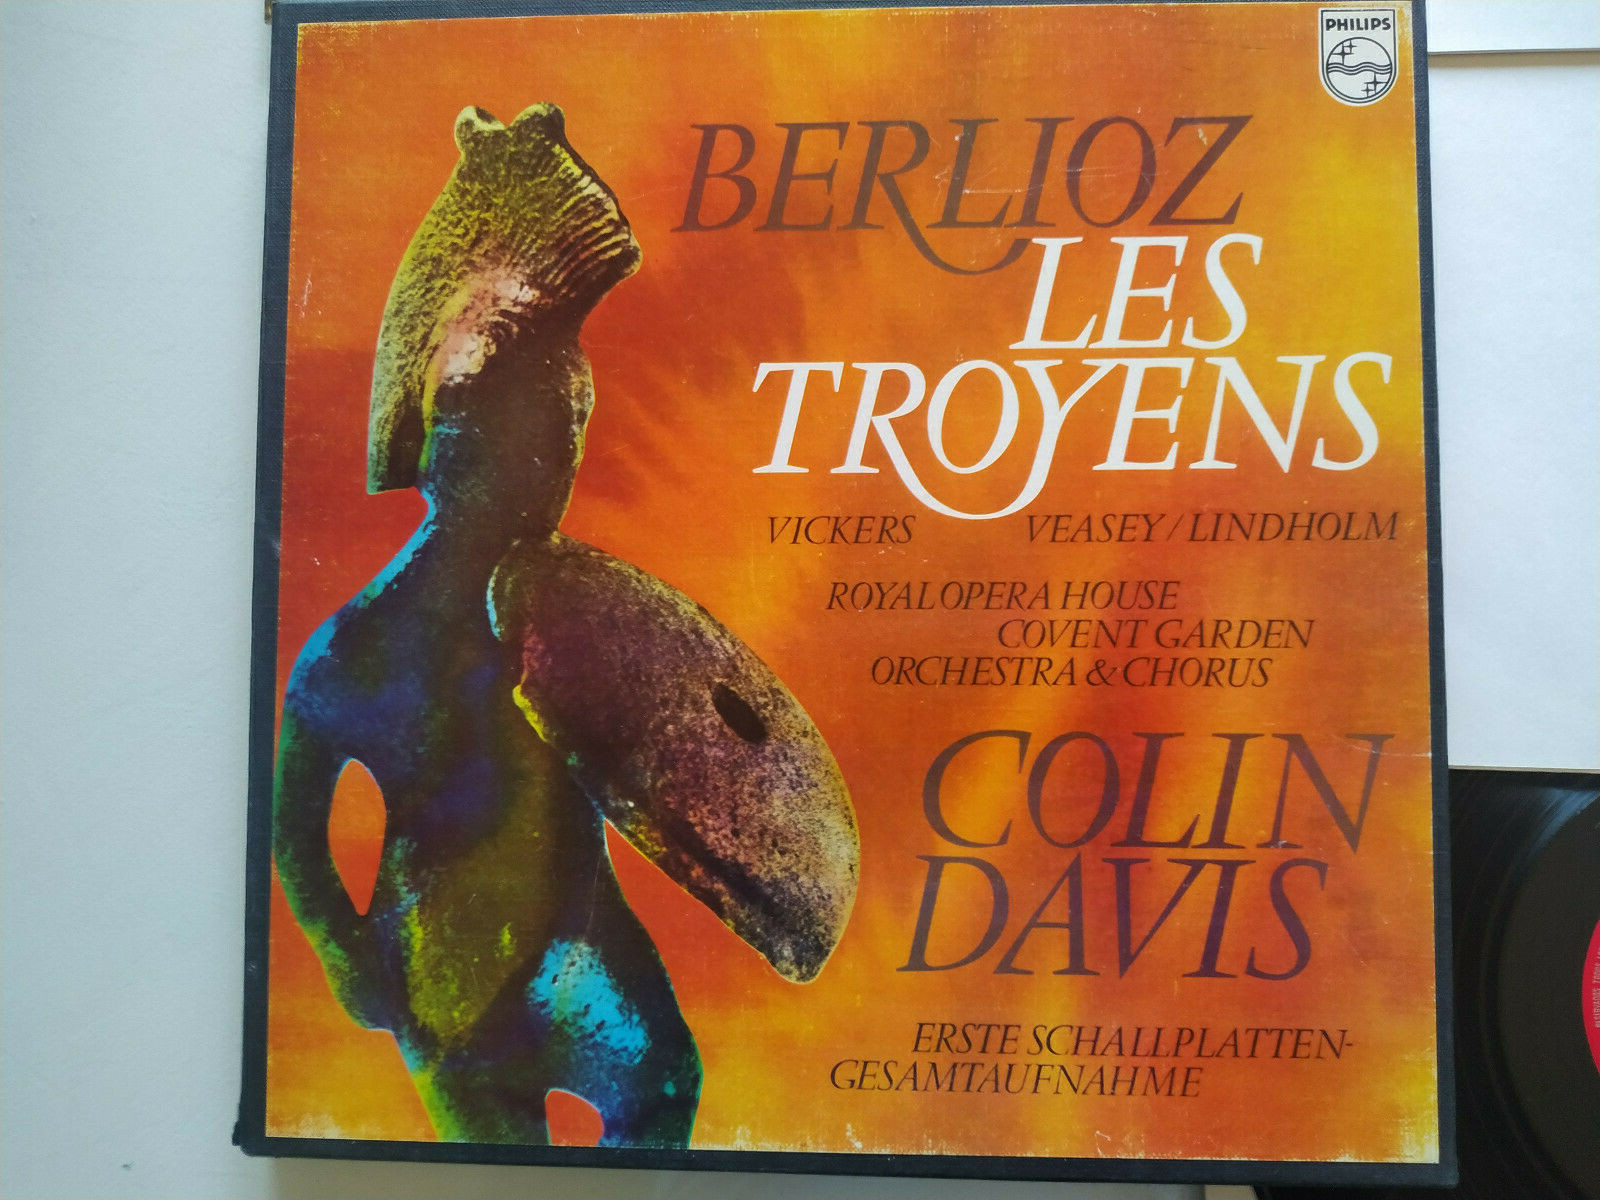 PHILIPS
BERLIOZ
LES
TROYENS
VICKERS VEASEY/LINDHOLM
ROYAL OPERA HOUSE
COVENT GARDEN
ORCHESTRA & CHORUS
COLIN
DAVIS
ERSTE SCHALLPLATTEN-
GESAMTAUFNAHME